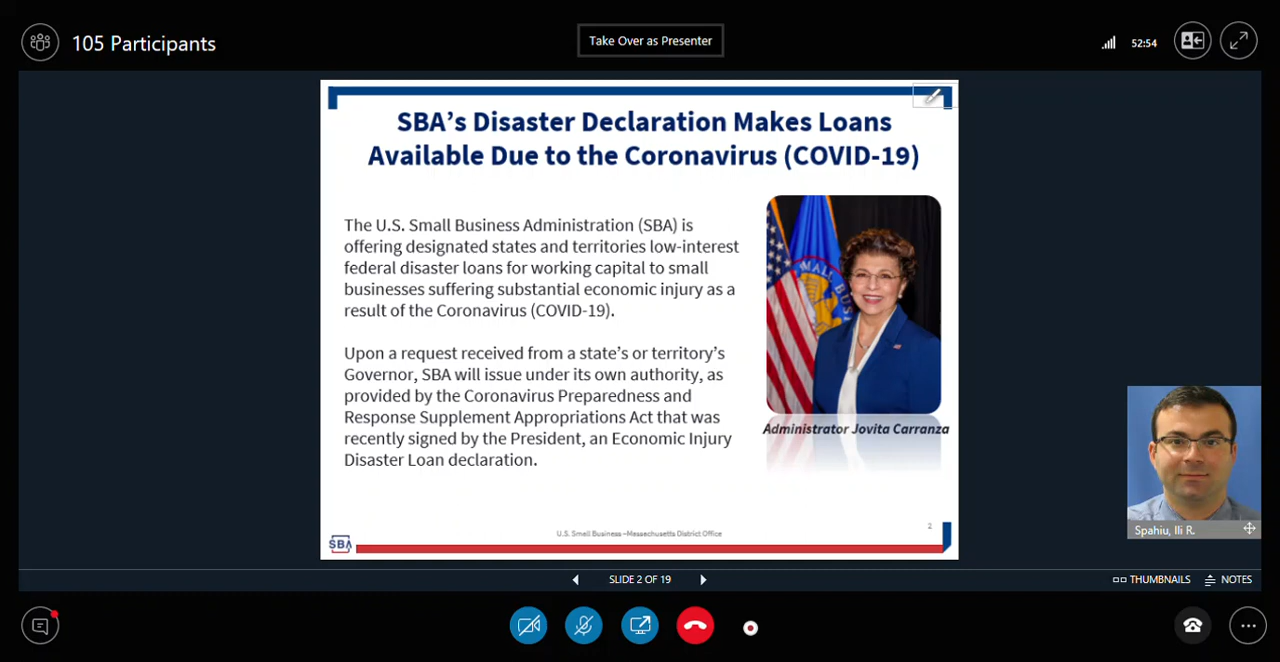 105 Participants
Take Over as Presenter
52:54
SBA’s Disaster Declaration Makes Loans
Available Due to the Coronavirus (COVID-19)
The U.S. Small Business Administration (SBA) is
offering designated states and territories low-interest
federal disaster loans for working capital to small
businesses suffering substantial economic injury as a
result of the Coronavirus (COVID-19).
Upon a request received from a state’s or territory’s
Governor, SBA will issue under its own authority, as
provided by the Coronavirus Preparedness and
Response Supplement Appropriations Act that was
recently signed by the President, an Economic Injury
Disaster Loan declaration.
SMALL BUSI
Administrator Jovita Carranza
Spahiu, Ili R.
2
U.S. Small Business –Massachusetts District Office
SBA
SLIDE 2 OF 19
THUMBNAILS
NOTES